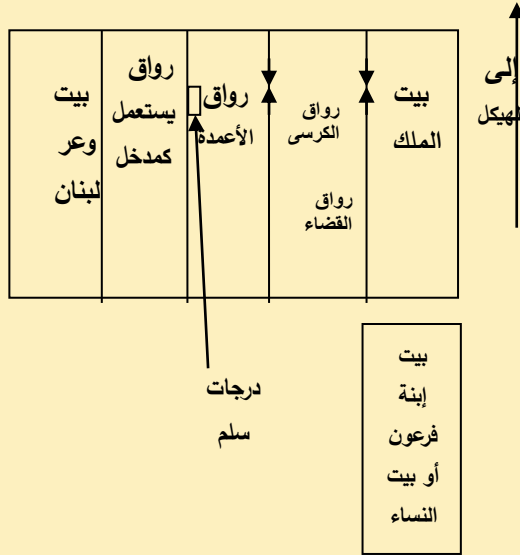 إلى
الهيكل
بيت
الملك
رواق
الكرسى
رواق
القضاء
رواق
الأعمدة
رواق
يستعمل
كمدخل
بيت
وعر
لبنان
درجات
سلم
بيت
إبنة
فرعون
أو بيت
النساء